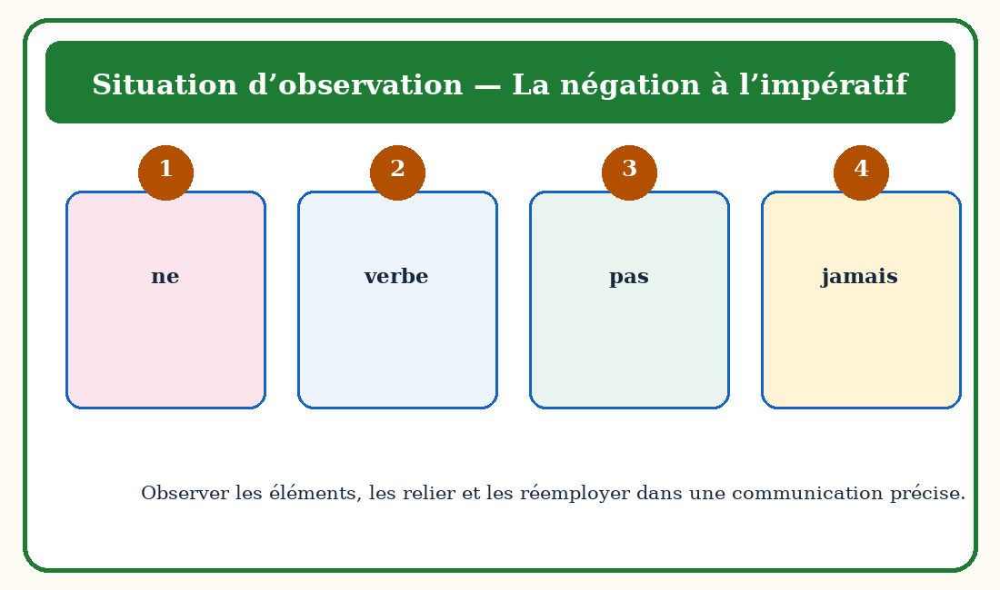 Situation d’observation — La négation à l’impératif
1 2 3 4
ne verbe pas jamais
Observer les éléments, les relier et les réemployer dans une communication précise.